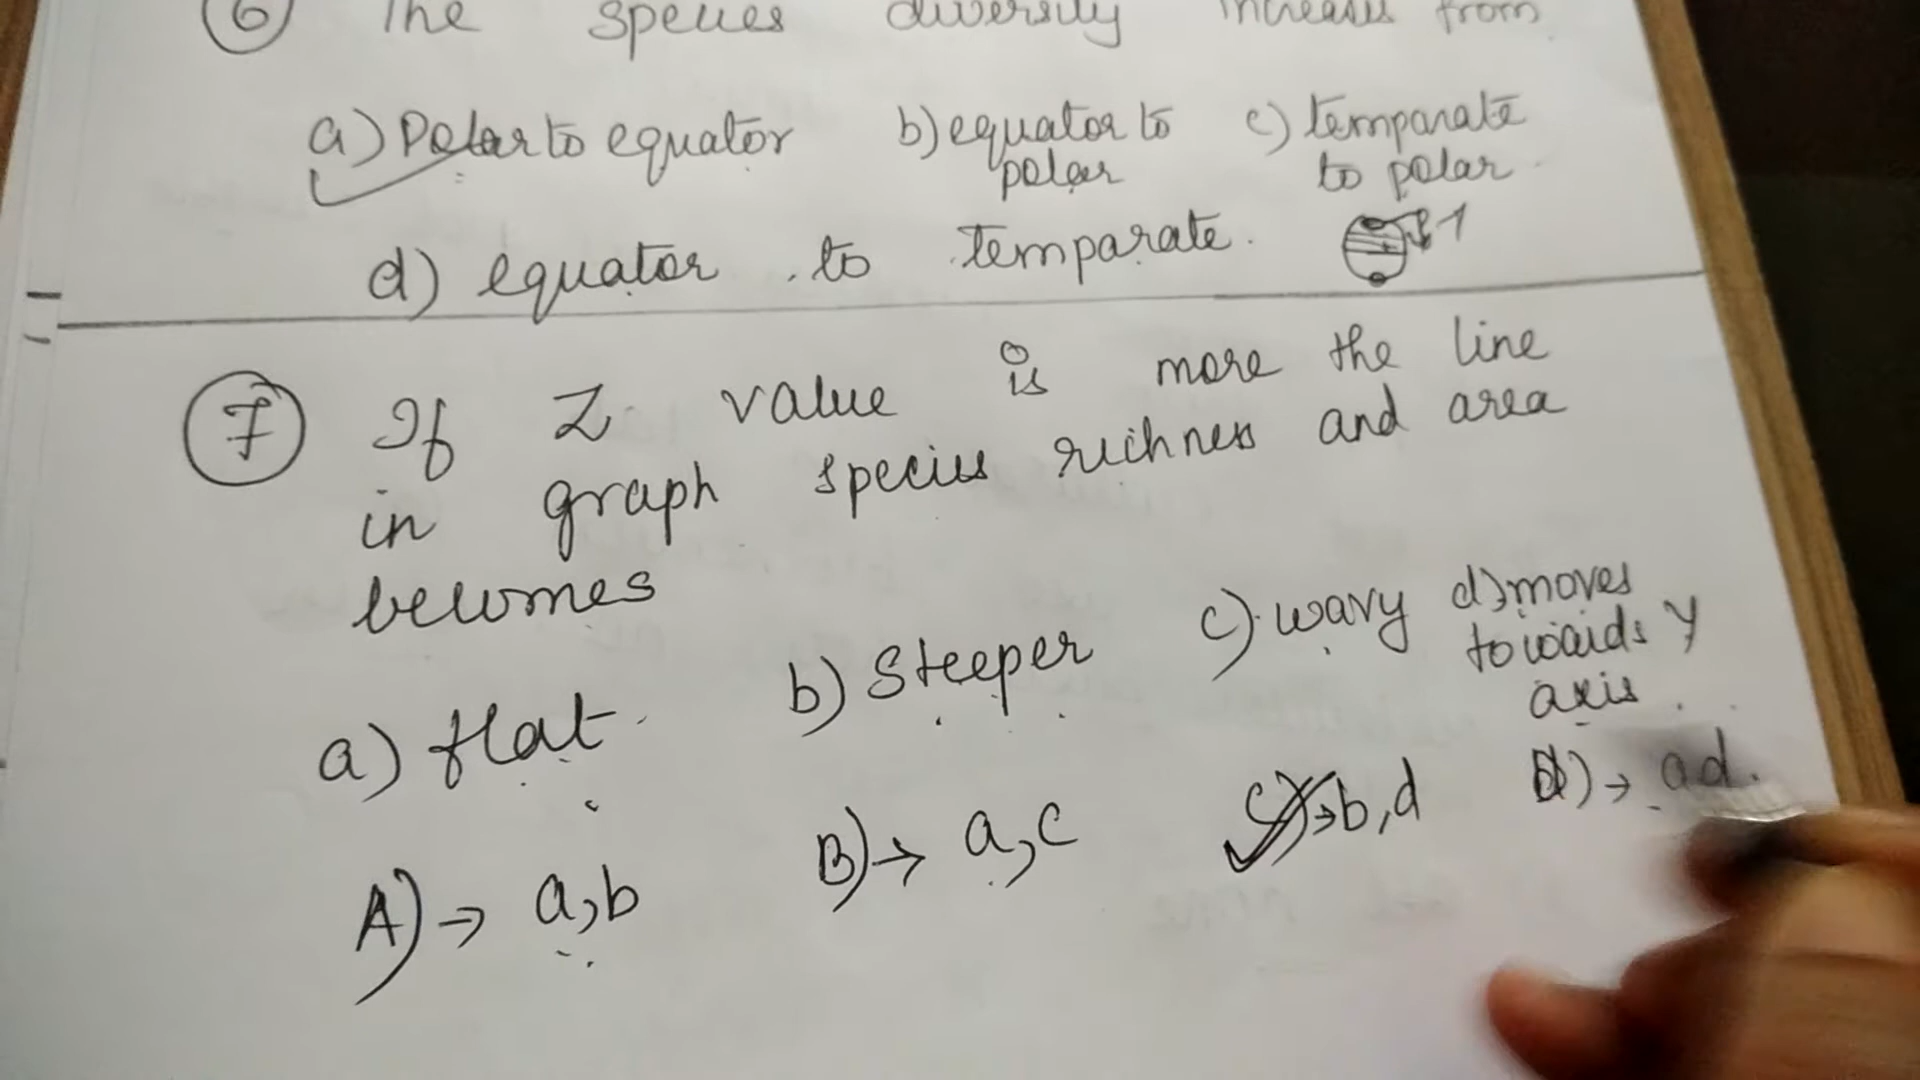 6 The species diversity increases from
a) Polar to equator b) equator to polar c) temparate to polar
d) equator to temparate.
7 If Z value is more the line
in graph species richness and area
becomes
a) flat b) Steeper c) wavy d) moves towards y axis
A) → a,b B) → a,c C) → b,d D) → ad.